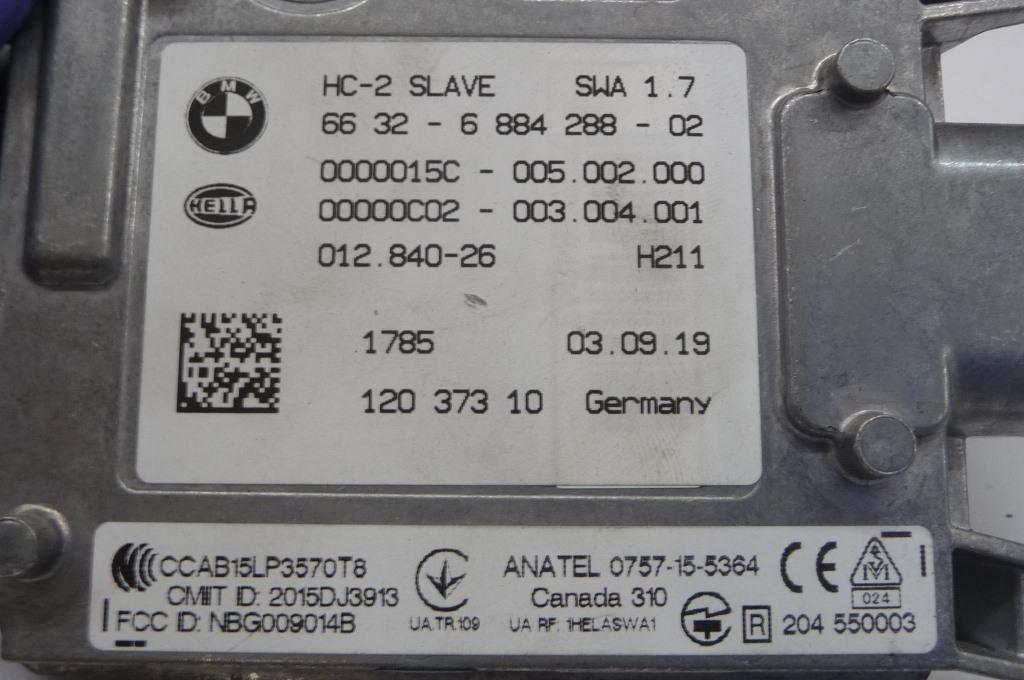 BMW
HC-2 SLAVE SWA 1.7
66 32 - 6 884 288 - 02
0000015C - 005.002.000
HELLA
00000C02 - 003.004.001
012.840-26 H211
1785 03.09.19
120 373 10 Germany
CCAB15LP3570T8
CMIIT ID: 2015DJ3913
FCC ID: NBG009014B
UA.TR.109
ANATEL 0757-15-5364
Canada 310
UA RF: 1HELASWA1
CE
M
024
R 204 550003